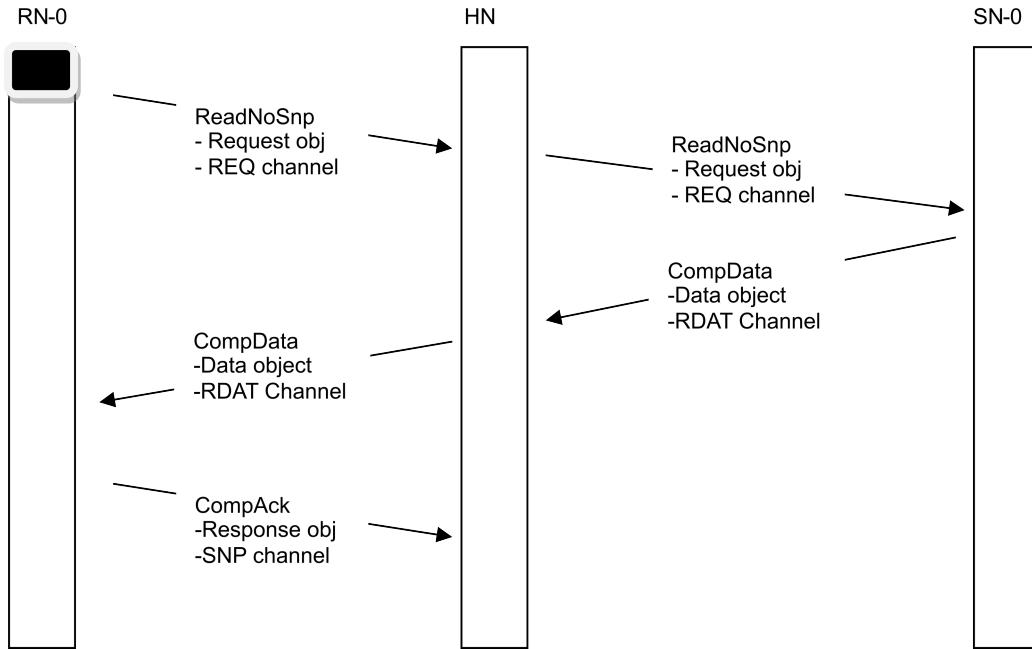 RN-0
HN
SN-0
ReadNoSnp
- Request obj
- REQ channel
ReadNoSnp
- Request obj
- REQ channel
CompData
-Data object
-RDAT Channel
CompData
-Data object
-RDAT Channel
CompAck
-Response obj
-SNP channel